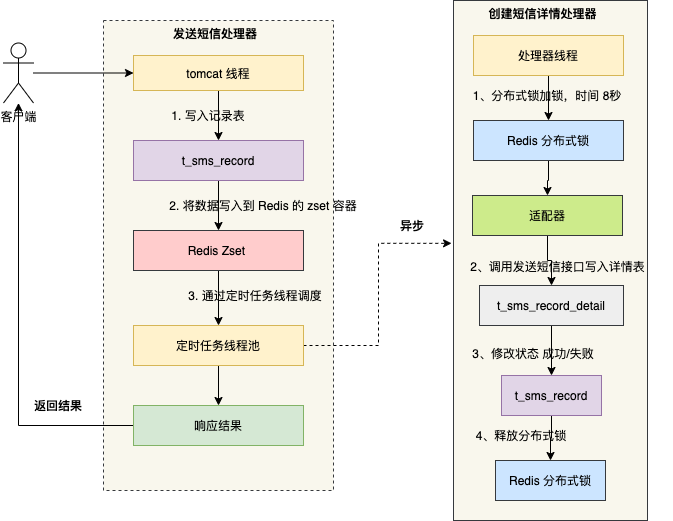 发送短信处理器
tomcat 线程
1. 写入记录表
t_sms_record
2. 将数据写入到 Redis 的 zset 容器
Redis Zset
3. 通过定时任务线程调度
定时任务线程池
响应结果
客户端
返回结果
异步
创建短信详情处理器
处理器线程
1、分布式锁加锁，时间 8秒
Redis 分布式锁
适配器
2、调用发送短信接口写入详情表
t_sms_record_detail
3、修改状态 成功/失败
t_sms_record
4、释放分布式锁
Redis 分布式锁